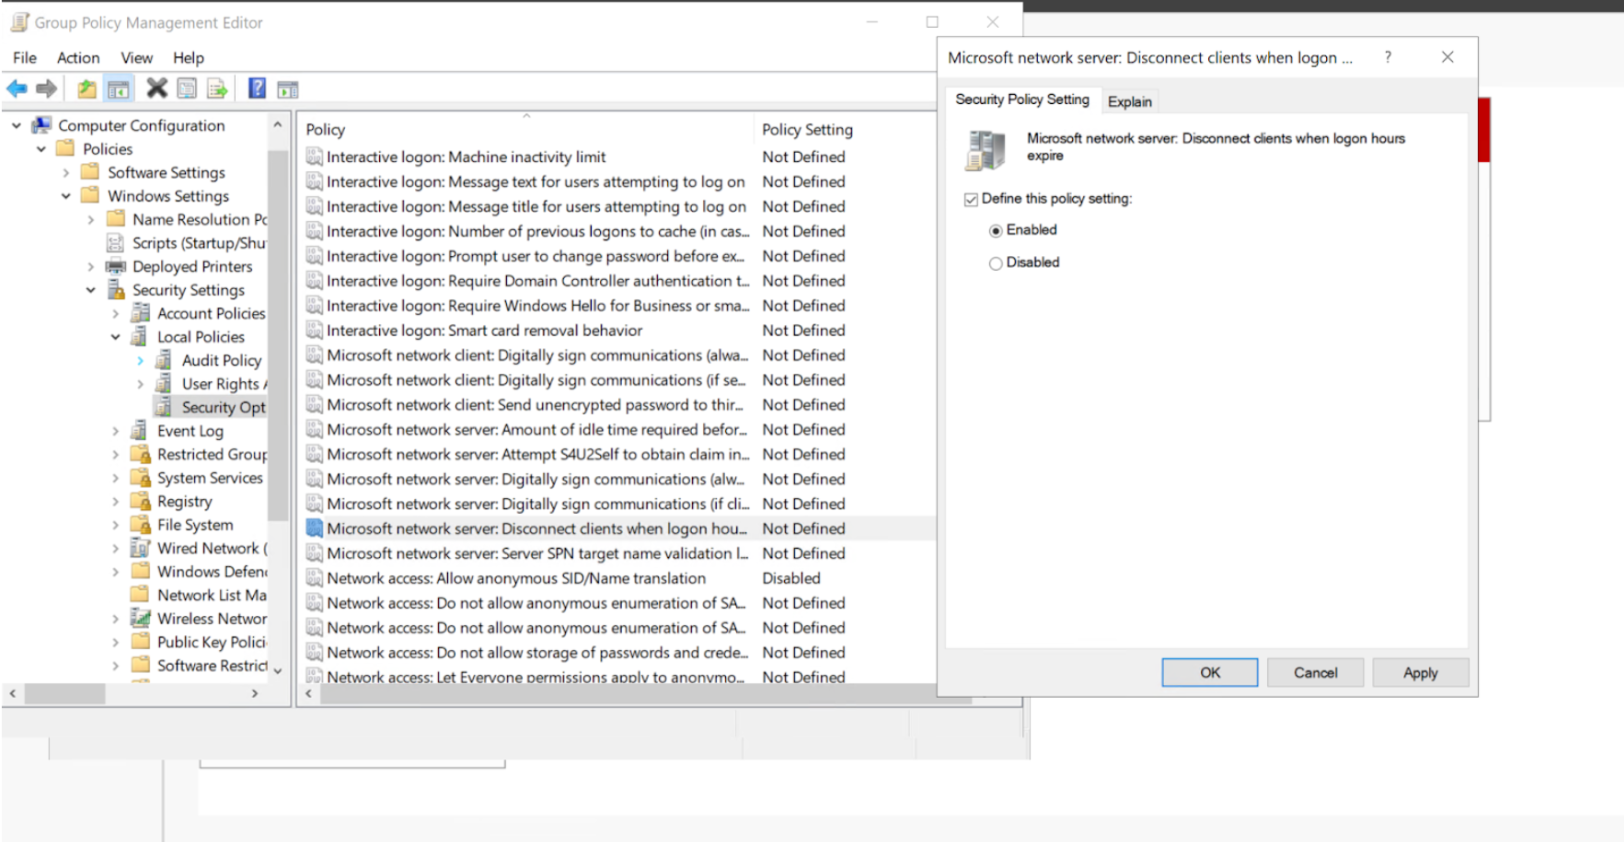 Group Policy Management Editor
File Action View Help
Computer Configuration
Policies
Software Settings
Windows Settings
Name Resolution Pc
Scripts (Startup/Shu
Deployed Printers
Security Settings
Account Policies
Local Policies
Audit Policy
User Rights A
Security Opt
Event Log
Restricted Group
System Services
Registry
File System
Wired Network (
Windows Defen
Network List Ma
Wireless Networ
Public Key Polici
Software Restrict
Policy Policy Setting
Interactive logon: Machine inactivity limit Not Defined
Interactive logon: Message text for users attempting to log on Not Defined
Interactive logon: Message title for users attempting to log on Not Defined
Interactive logon: Number of previous logons to cache (in cas... Not Defined
Interactive logon: Prompt user to change password before ex... Not Defined
Interactive logon: Require Domain Controller authentication t... Not Defined
Interactive logon: Require Windows Hello for Business or sma... Not Defined
Interactive logon: Smart card removal behavior Not Defined
Microsoft network client: Digitally sign communications (alwa... Not Defined
Microsoft network client: Digitally sign communications (if se... Not Defined
Microsoft network client: Send unencrypted password to thir... Not Defined
Microsoft network server: Amount of idle time required befor... Not Defined
Microsoft network server: Attempt S4U2Self to obtain claim in... Not Defined
Microsoft network server: Digitally sign communications (alw... Not Defined
Microsoft network server: Digitally sign communications (if cli... Not Defined
Microsoft network server: Disconnect clients when logon hou... Not Defined
Microsoft network server: Server SPN target name validation l... Not Defined
Network access: Allow anonymous SID/Name translation Disabled
Network access: Do not allow anonymous enumeration of SA... Not Defined
Network access: Do not allow anonymous enumeration of SA... Not Defined
Network access: Do not allow storage of passwords and crede... Not Defined
Network access: Let Everyone permissions apply to anonymo... Not Defined
Microsoft network server: Disconnect clients when logon ... ?
Security Policy Setting Explain
Microsoft network server: Disconnect clients when logon hours
expire
Define this policy setting:
Enabled
Disabled
OK Cancel Apply